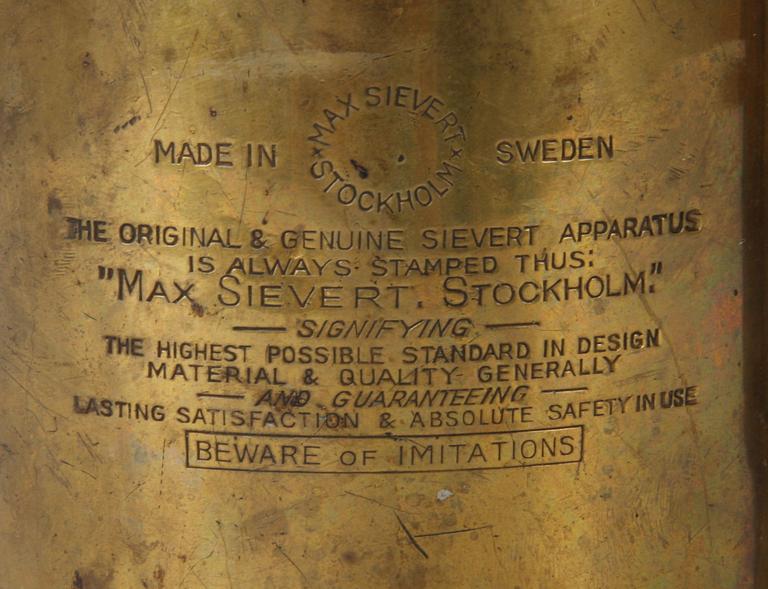 MAX SIEVERT
MADE IN SWEDEN
* STOCKHOLM *
THE ORIGINAL & GENUINE SIEVERT APPARATUS
IS ALWAYS STAMPED THUS:
"MAX SIEVERT. STOCKHOLM."
— SIGNIFYING —
THE HIGHEST POSSIBLE STANDARD IN DESIGN
MATERIAL & QUALITY GENERALLY
— AND GUARANTEEING —
LASTING SATISFACTION & ABSOLUTE SAFETY IN USE
BEWARE OF IMITATIONS